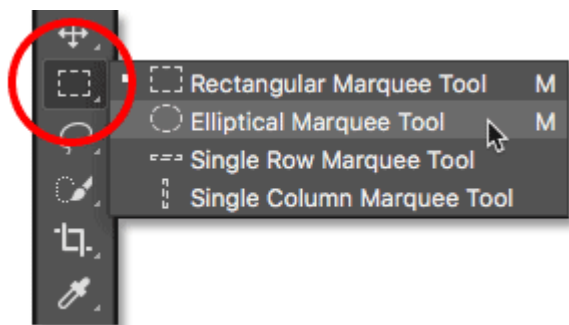 Rectangular Marquee Tool M
Elliptical Marquee Tool M
Single Row Marquee Tool
Single Column Marquee Tool